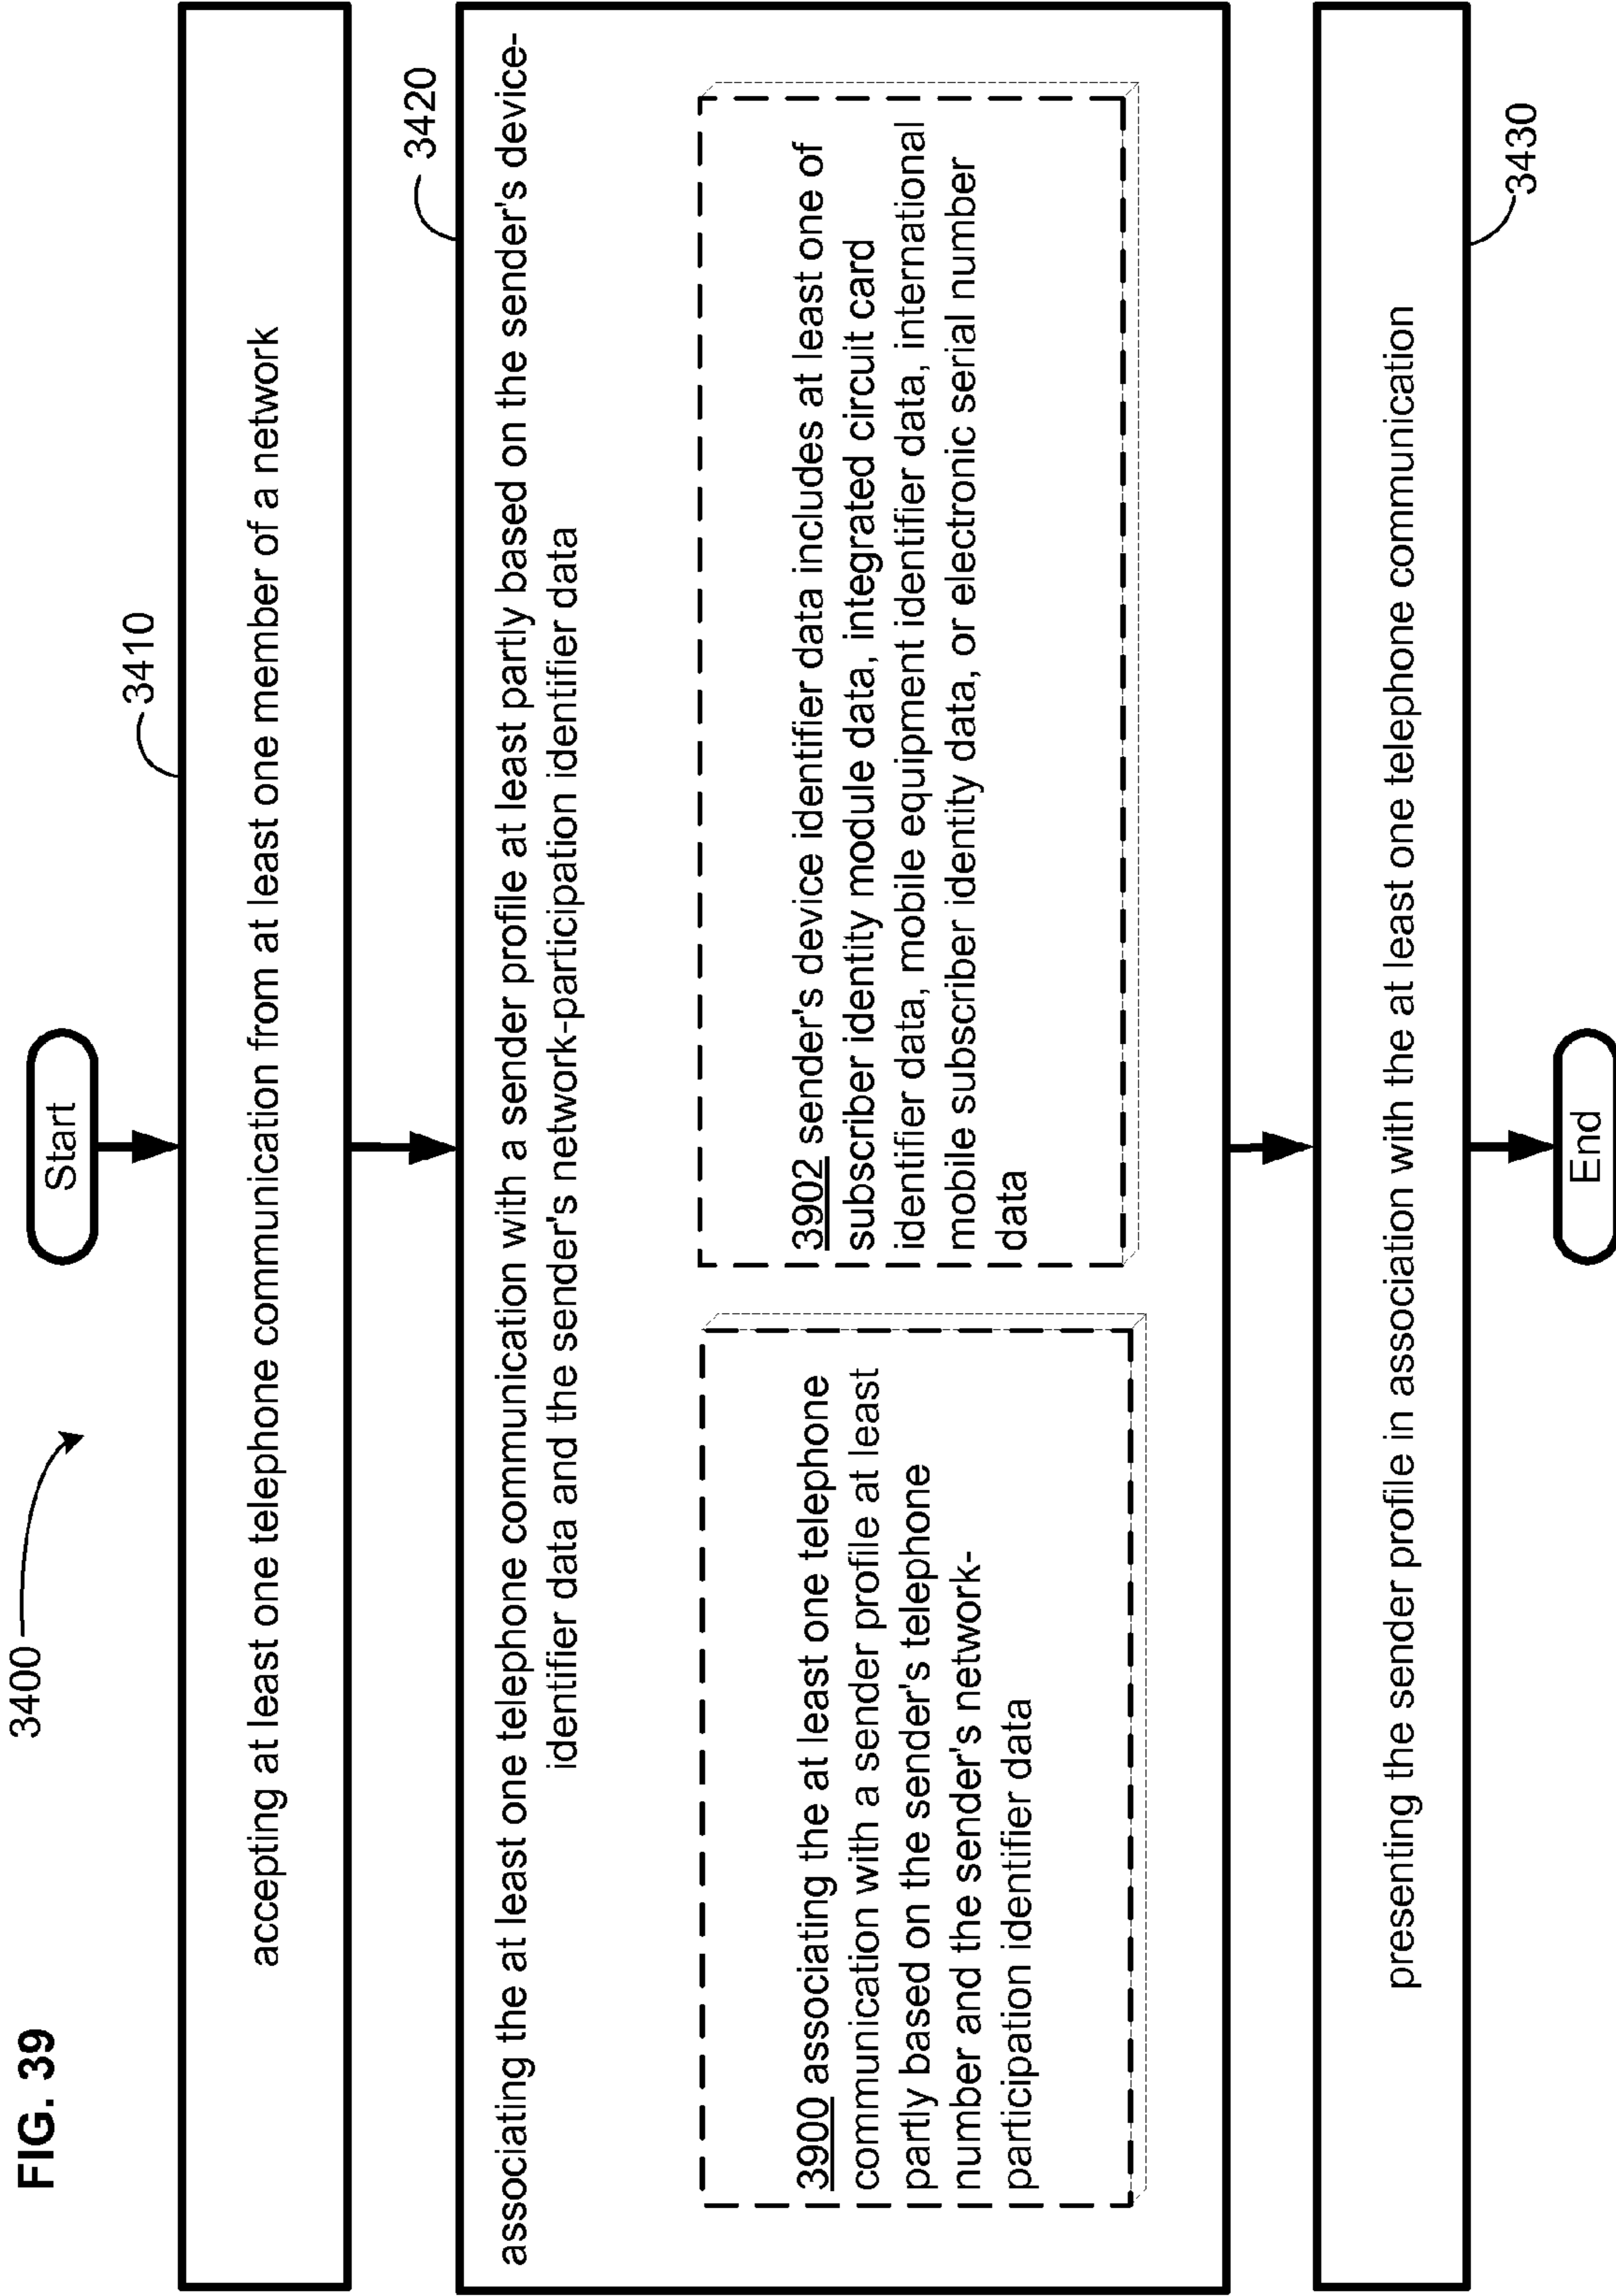 FIG. 39
3400
Start
3410
accepting at least one telephone communication from at least one member of a network
3420
associating the at least one telephone communication with a sender profile at least partly based on the sender's device-
identifier data and the sender's network-participation identifier data
3900 associating the at least one telephone
communication with a sender profile at least
partly based on the sender's telephone
number and the sender's network-
participation identifier data
3902 sender's device identifier data includes at least one of
subscriber identity module data, integrated circuit card
identifier data, mobile equipment identifier data, international
mobile subscriber identity data, or electronic serial number
data
presenting the sender profile in association with the at least one telephone communication
3430
End